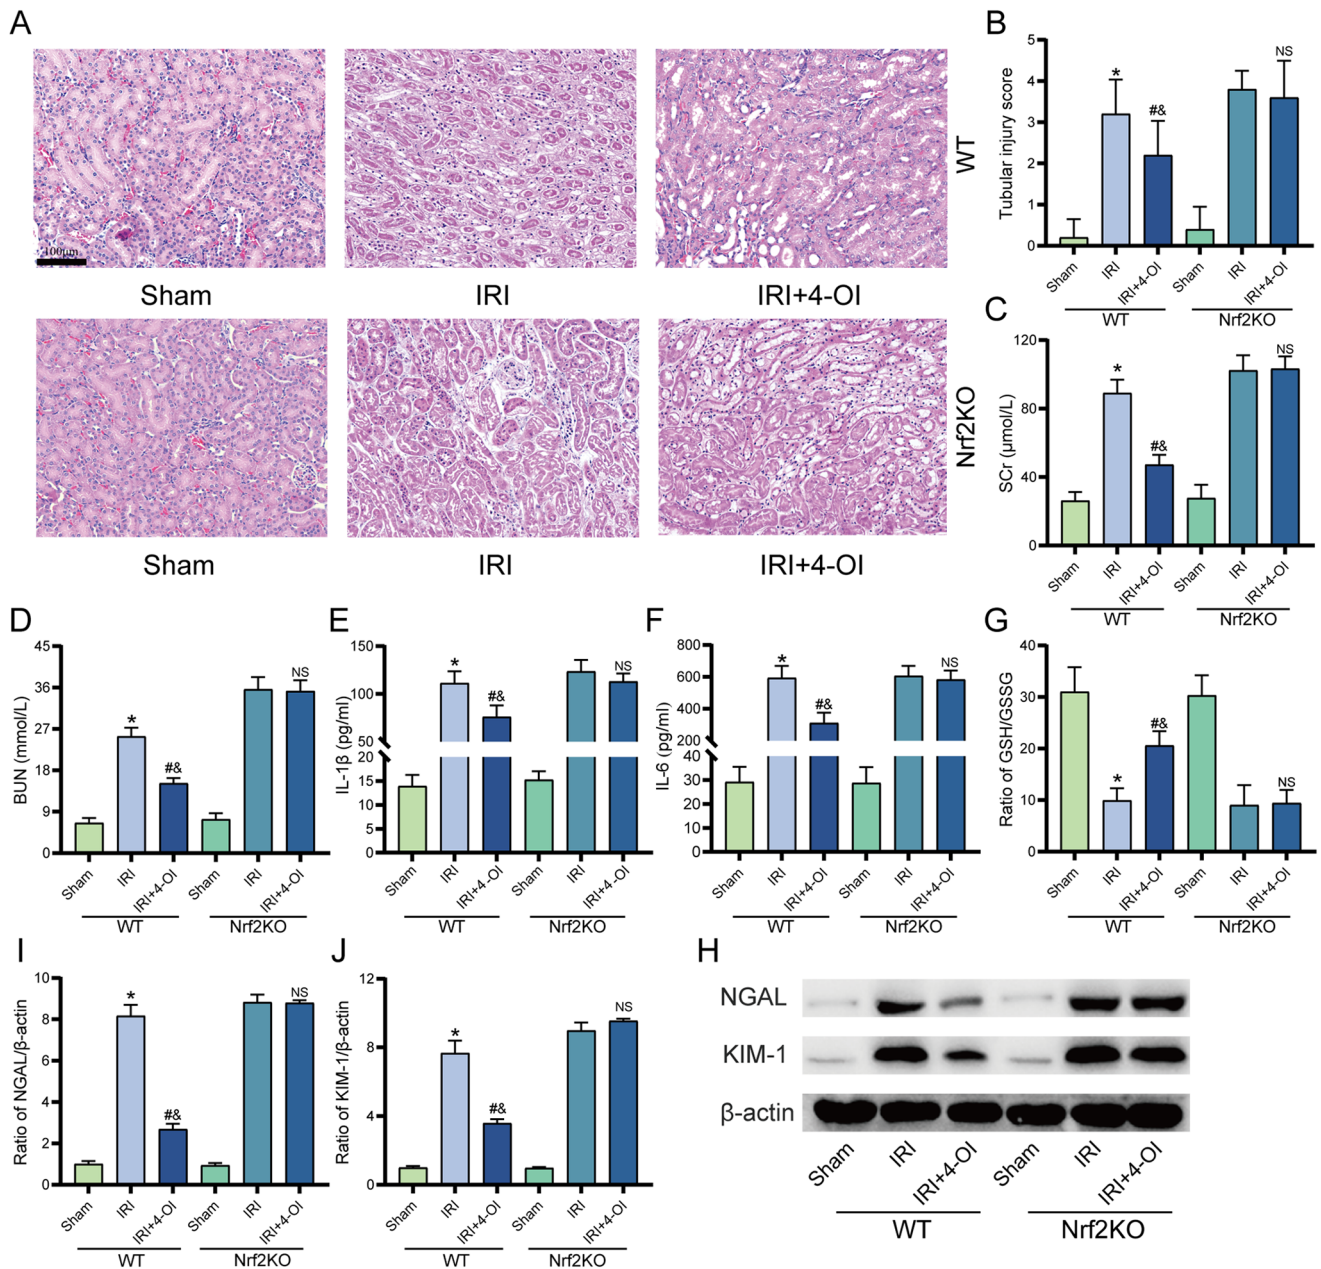 A
100μm
Sham
IRI
IRI+4-OI
WT
Sham
IRI
IRI+4-OI
Nrf2KO
B
Tubular injury score
5
4
3
2
1
0
*
#&
NS
Sham
IRI
IRI+4-OI
Sham
IRI
IRI+4-OI
WT
Nrf2KO
C
SCr (μmol/L)
120
80
40
0
*
#&
NS
Sham
IRI
IRI+4-OI
Sham
IRI
IRI+4-OI
WT
Nrf2KO
D
BUN (mmol/L)
45
36
27
18
9
0
*
#&
NS
Sham
IRI
IRI+4-OI
Sham
IRI
IRI+4-OI
WT
Nrf2KO
E
IL-1β (pg/ml)
150
100
50
20
15
10
5
0
*
#&
NS
Sham
IRI
IRI+4-OI
Sham
IRI
IRI+4-OI
WT
Nrf2KO
F
IL-6 (pg/ml)
800
600
400
200
40
30
20
10
0
*
#&
NS
Sham
IRI
IRI+4-OI
Sham
IRI
IRI+4-OI
WT
Nrf2KO
G
Ratio of GSH/GSSG
40
30
20
10
0
*
#&
NS
Sham
IRI
IRI+4-OI
Sham
IRI
IRI+4-OI
WT
Nrf2KO
I
Ratio of NGAL/β-actin
10
8
6
4
2
0
*
#&
NS
Sham
IRI
IRI+4-OI
Sham
IRI
IRI+4-OI
WT
Nrf2KO
J
Ratio of KIM-1/β-actin
12
8
4
0
*
#&
NS
Sham
IRI
IRI+4-OI
Sham
IRI
IRI+4-OI
WT
Nrf2KO
H
NGAL
KIM-1
β-actin
Sham
IRI
IRI+4-OI
Sham
IRI
IRI+4-OI
WT
Nrf2KO